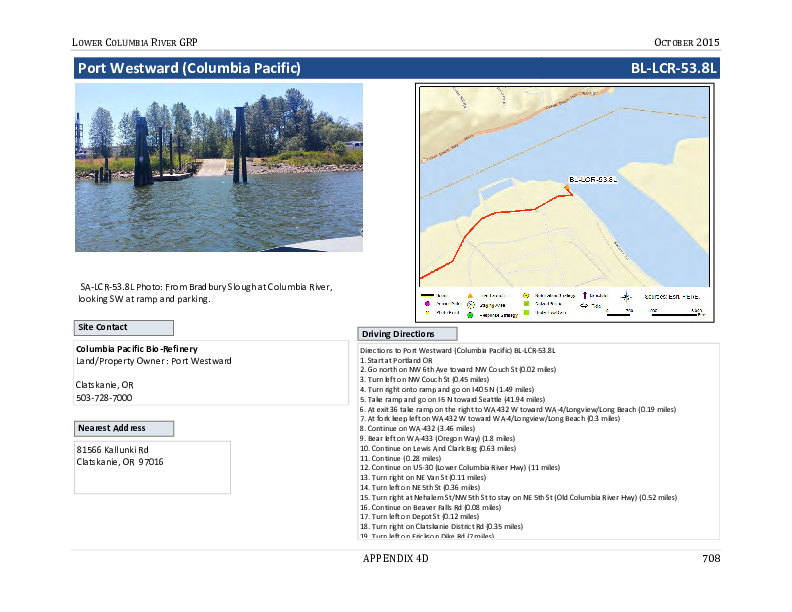 LOWER COLUMBIA RIVER GRP
OCTOBER 2015
Port Westward (Columbia Pacific)
BL-LCR-53.8L
BL-LCR-53.8L
Staging Area
Response Strategy
Sources: Esri, HERE,
SA-LCR-53.8L Photo: From Bradbury Slough at Columbia River,
looking SW at ramp and parking.
Site Contact
Columbia Pacific Bio-Refinery
Land/Property Owner : Port Westward
Clatskanie, OR
503-728-7000
Nearest Address
81566 Kallunki Rd
Clatskanie, OR 97016
Driving Directions
Directions to Port Westward (Columbia Pacific) BL-LCR-53.8L
1. Start at Portland OR
2. Go north on NW 6th Ave toward NW Couch St (0.02 miles)
3. Turn left on NW Couch St (0.45 miles)
4. Turn right onto ramp and go on I-405 N (1.49 miles)
5. Take ramp and go on I-5 N toward Seattle (41.94 miles)
6. At exit 36 take ramp on the right to WA-432 W toward WA-4/Longview/Long Beach (0.19 miles)
7. At fork keep left on WA-432 W toward WA-4/Longview/Long Beach (0.3 miles)
8. Continue on WA-432 (3.46 miles)
9. Bear left on WA-433 (Oregon Way) (1.8 miles)
10. Continue on Lewis And Clark Brg (0.63 miles)
11. Continue (0.28 miles)
12. Continue on US-30 (Lower Columbia River Hwy) (11 miles)
13. Turn right on NE Van St (0.11 miles)
14. Turn left on NE 5th St (0.36 miles)
15. Turn right at Nehalem St/NW 5th St to stay on NE 5th St (Old Columbia River Hwy) (0.52 miles)
16. Continue on Beaver Falls Rd (0.08 miles)
17. Turn left on Depot St (0.12 miles)
18. Turn right on Clatskanie District Rd (0.35 miles)
19. Turn left on Erickson Dike Rd (2 miles)
APPENDIX 4D
708